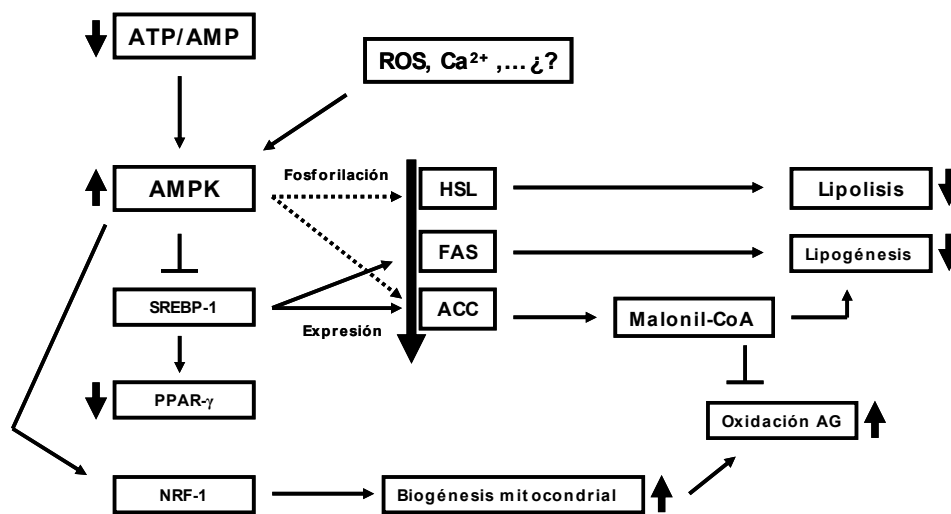 ATP/AMP
ROS, Ca²⁺ ,... ¿?
AMPK
Fosforilación
HSL
Lipolisis
FAS
Lipogénesis
SREBP-1
Expresión
ACC
Malonil-CoA
PPAR-γ
Oxidación AG
NRF-1
Biogénesis mitocondrial